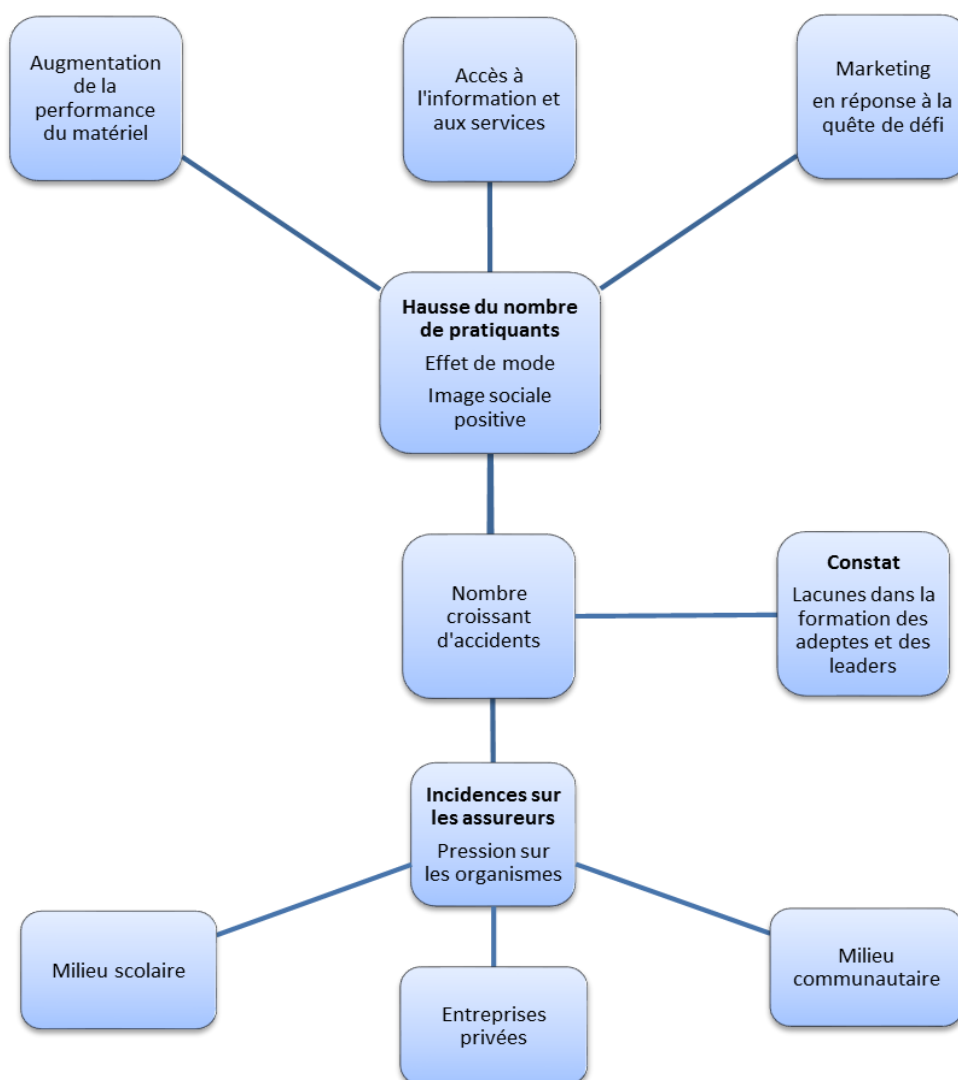 Augmentation
de la
performance
du matériel
Accès à
l'information et
aux services
Marketing
en réponse à la
quête de défi
Hausse du nombre
de pratiquants
Effet de mode
Image sociale
positive
Nombre
croissant
d'accidents
Constat
Lacunes dans la
formation des
adeptes et des
leaders
Incidences sur
les assureurs
Pression sur
les organismes
Milieu scolaire
Entreprises
privées
Milieu
communautaire